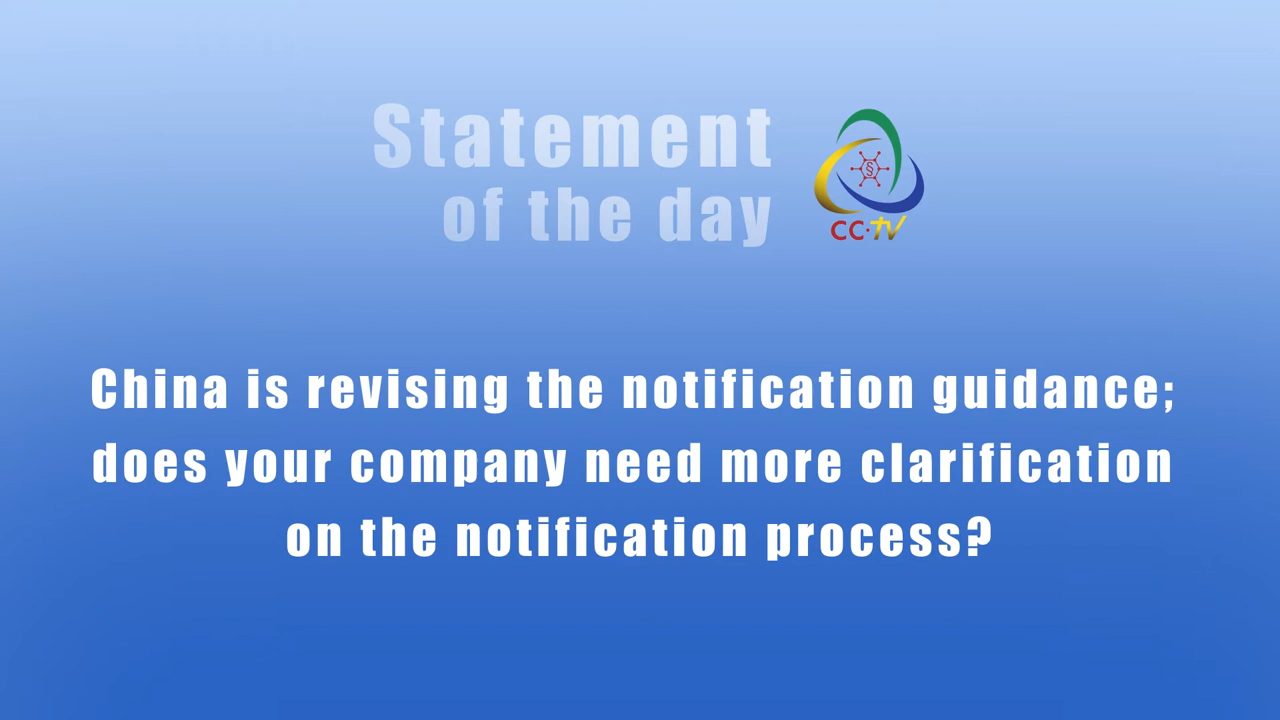 Statement
of the day
§
CC·TV
China is revising the notification guidance;
does your company need more clarification
on the notification process?